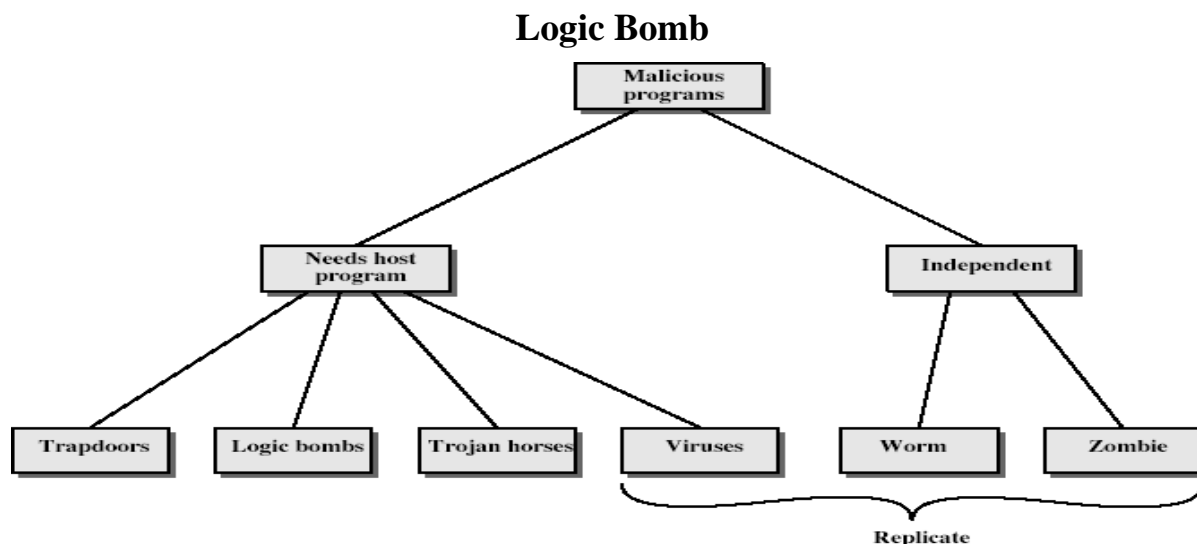 Logic Bomb
Malicious
programs
Needs host
program
Independent
Trapdoors
Logic bombs
Trojan horses
Viruses
Worm
Zombie
Replicate